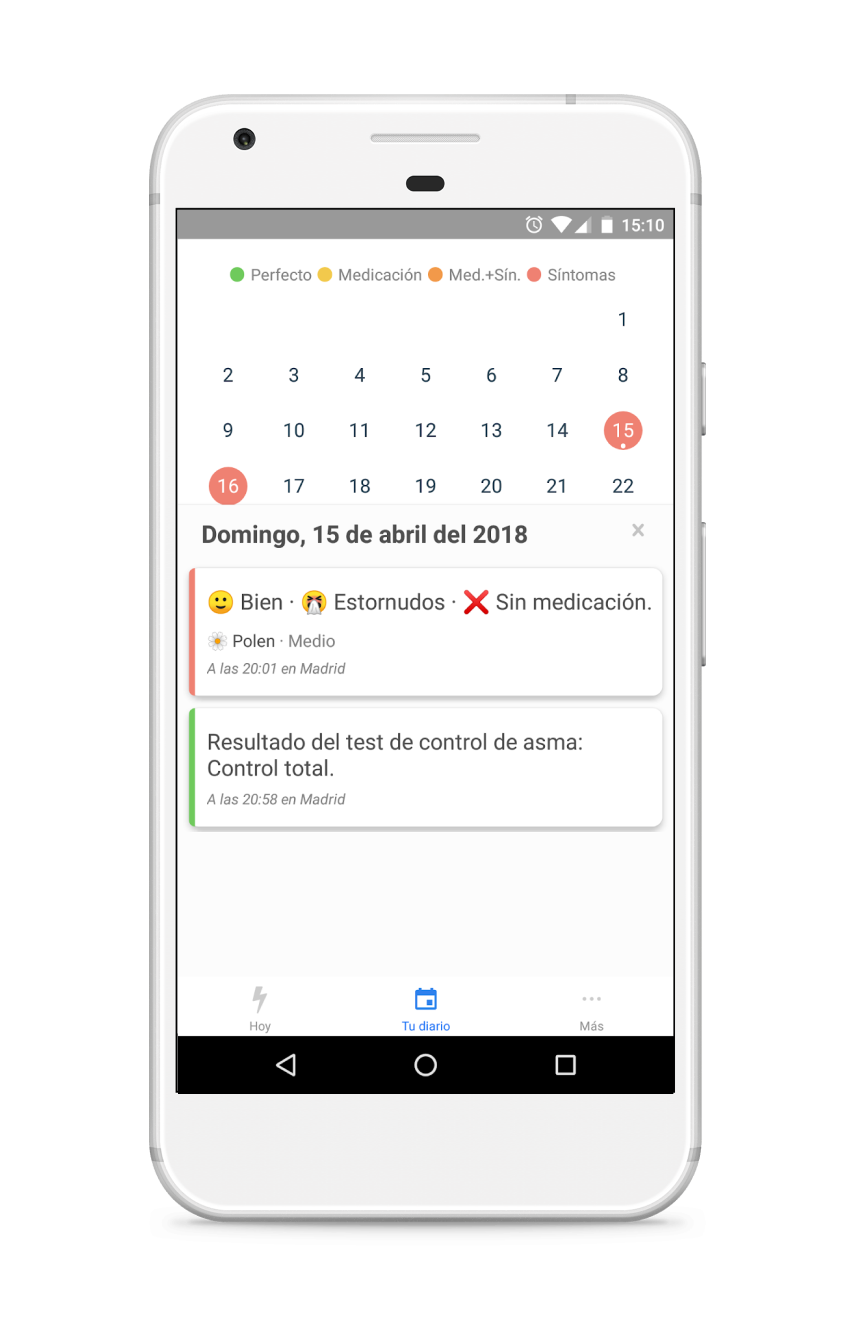 15:10
Perfecto Medicación Med.+Sín. Síntomas
1
2 3 4 5 6 7 8
9 10 11 12 13 14 15
16 17 18 19 20 21 22
Domingo, 15 de abril del 2018 ×
🙂 Bien · 🤧 Estornudos · ❌ Sin medicación.
🌼 Polen · Medio
A las 20:01 en Madrid
Resultado del test de control de asma:
Control total.
A las 20:58 en Madrid
Hoy Tu diario Más